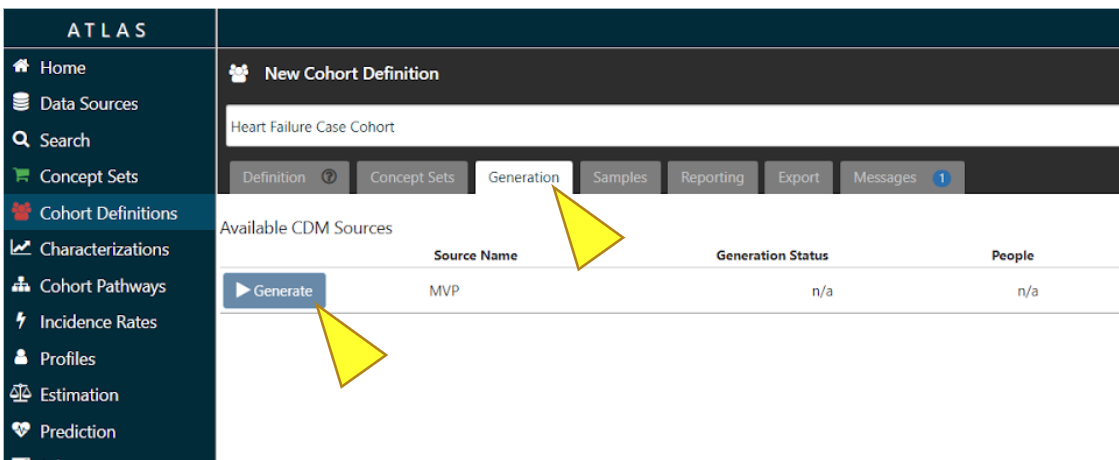 ATLAS
Home
Data Sources
Search
Concept Sets
Cohort Definitions
Characterizations
Cohort Pathways
Incidence Rates
Profiles
Estimation
Prediction
New Cohort Definition
Heart Failure Case Cohort
Definition ? Concept Sets Generation Samples Reporting Export Messages 1
Available CDM Sources
Source Name Generation Status People
Generate MVP n/a n/a